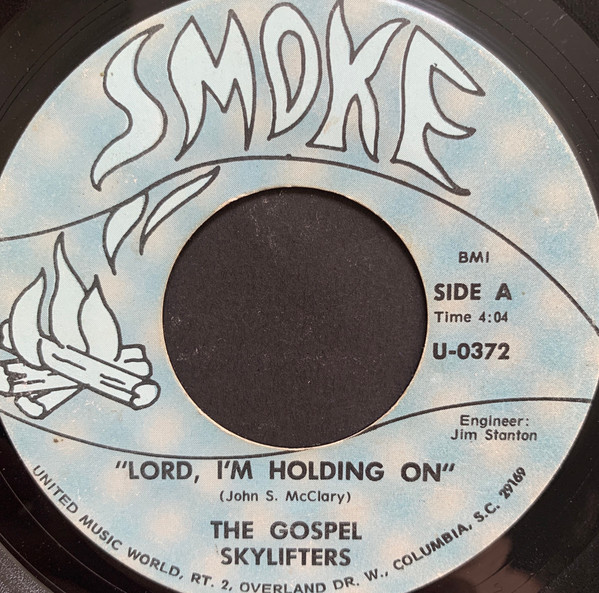 SMOKE
BMI
SIDE A
Time 4:04
U-0372
Engineer:
Jim Stanton
"LORD, I'M HOLDING ON"
(John S. McClary)
THE GOSPEL
SKYLIFTERS
UNITED MUSIC WORLD, RT. 2, OVERLAND DR. W., COLUMBIA, S.C. 29169